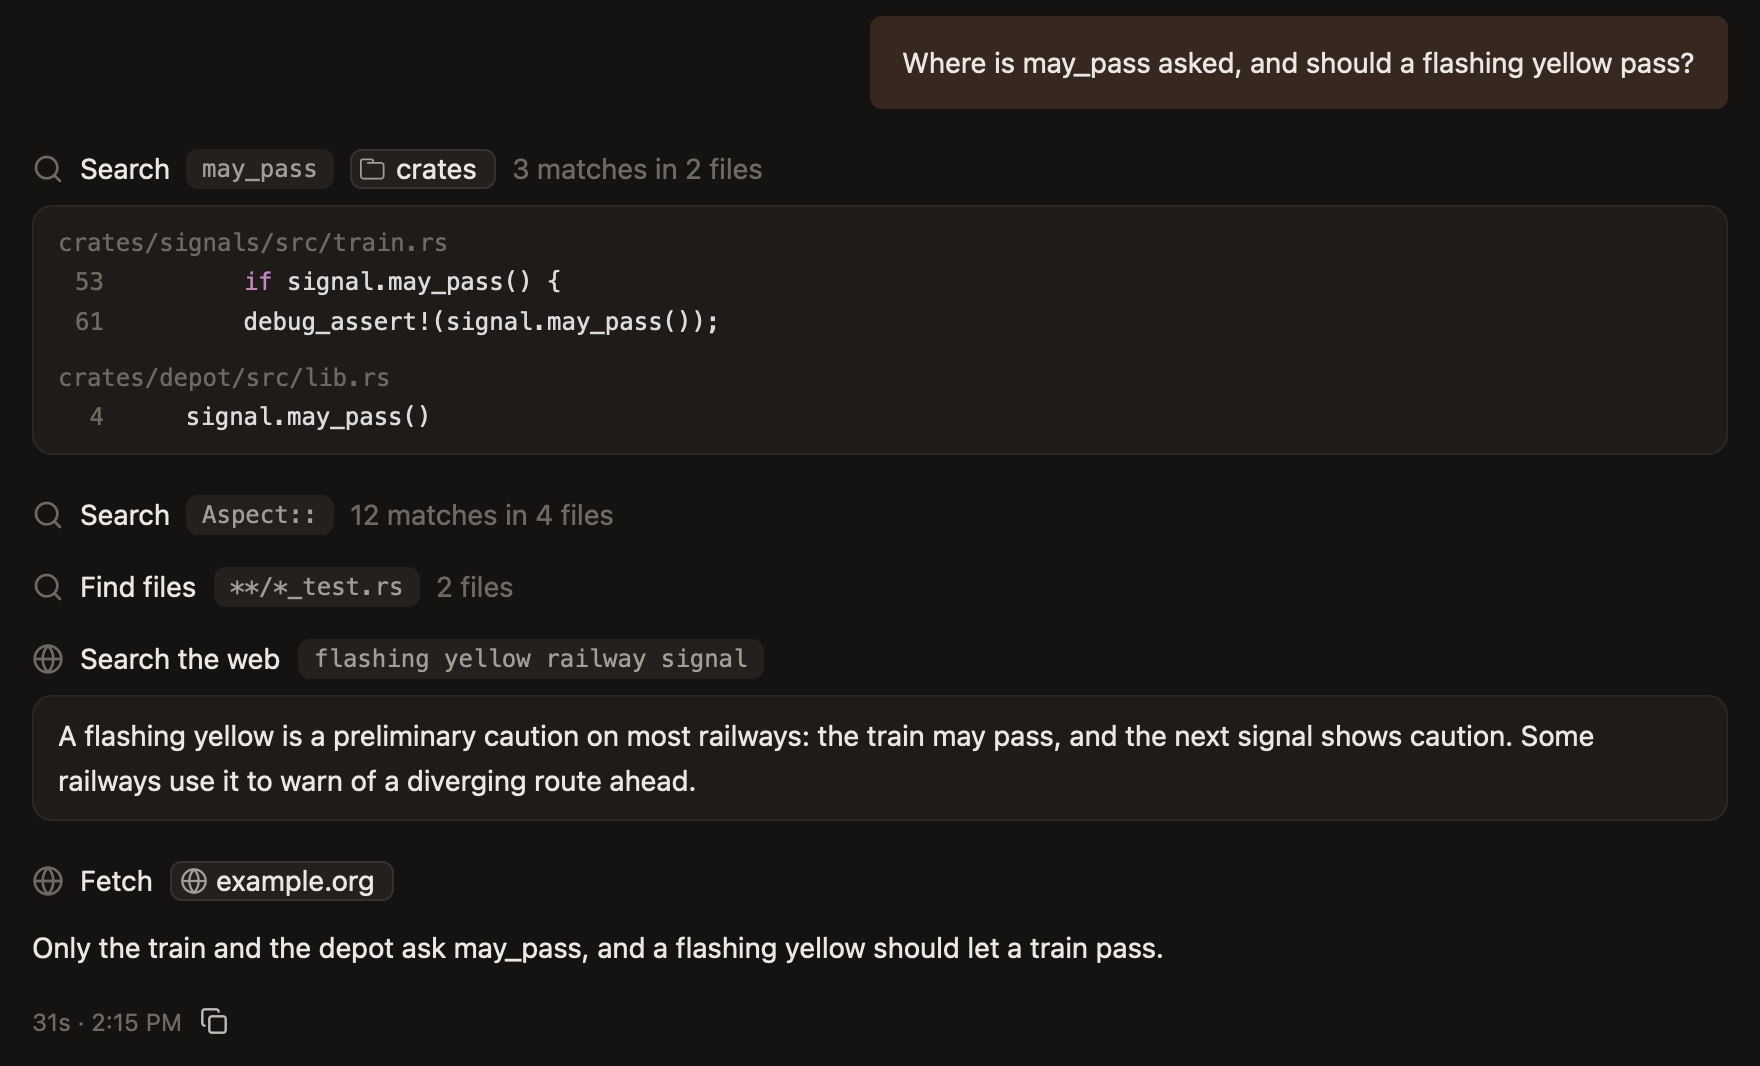 Where is may_pass asked, and should a flashing yellow pass?
Search may_pass crates 3 matches in 2 files
crates/signals/src/train.rs
53 if signal.may_pass() {
61 debug_assert!(signal.may_pass());
crates/depot/src/lib.rs
4 signal.may_pass()
Search Aspect:: 12 matches in 4 files
Find files **/*_test.rs 2 files
Search the web flashing yellow railway signal
A flashing yellow is a preliminary caution on most railways: the train may pass, and the next signal shows caution. Some
railways use it to warn of a diverging route ahead.
Fetch example.org
Only the train and the depot ask may_pass, and a flashing yellow should let a train pass.
31s · 2:15 PM